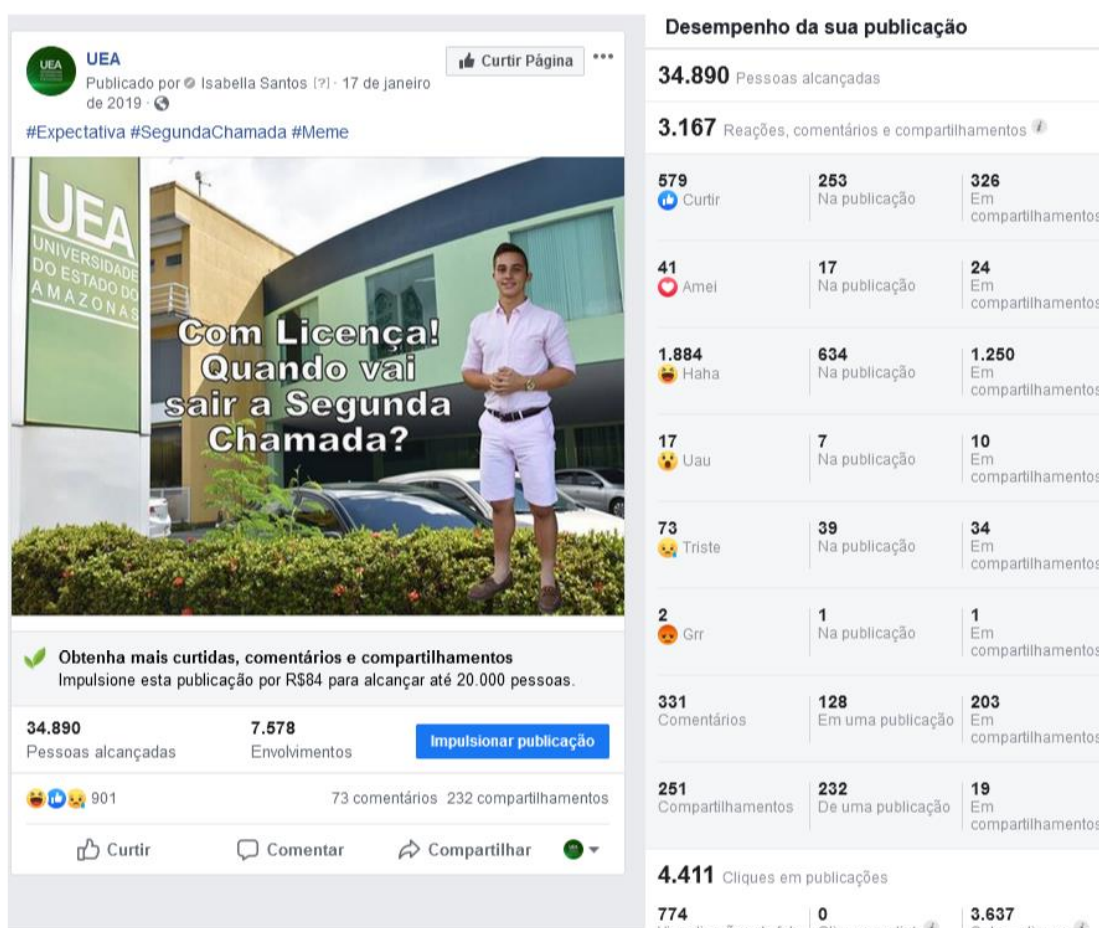 UEA
UEA
Publicado por Isabella Santos [?] · 17 de janeiro
de 2019 ·
Curtir Página
#Expectativa #SegundaChamada #Meme
UEA
UNIVERSIDADE
DO ESTADO DO
AMAZONAS
Com Licença!
Quando vai
sair a Segunda
Chamada?
Obtenha mais curtidas, comentários e compartilhamentos
Impulsione esta publicação por R$84 para alcançar até 20.000 pessoas.
34.890 7.578
Pessoas alcançadas Envolvimentos
Impulsionar publicação
901 73 comentários 232 compartilhamentos
Curtir Comentar Compartilhar
Desempenho da sua publicação
34.890 Pessoas alcançadas
3.167 Reações, comentários e compartilhamentos
579 253 326
Curtir Na publicação Em
compartilhamentos
41 17 24
Amei Na publicação Em
compartilhamentos
1.884 634 1.250
Haha Na publicação Em
compartilhamentos
17 7 10
Uau Na publicação Em
compartilhamentos
73 39 34
Triste Na publicação Em
compartilhamentos
2 1 1
Grr Na publicação Em
compartilhamentos
331 128 203
Comentários Em uma publicação Em
compartilhamentos
251 232 19
Compartilhamentos De uma publicação Em
compartilhamentos
4.411 Cliques em publicações
774 0 3.637